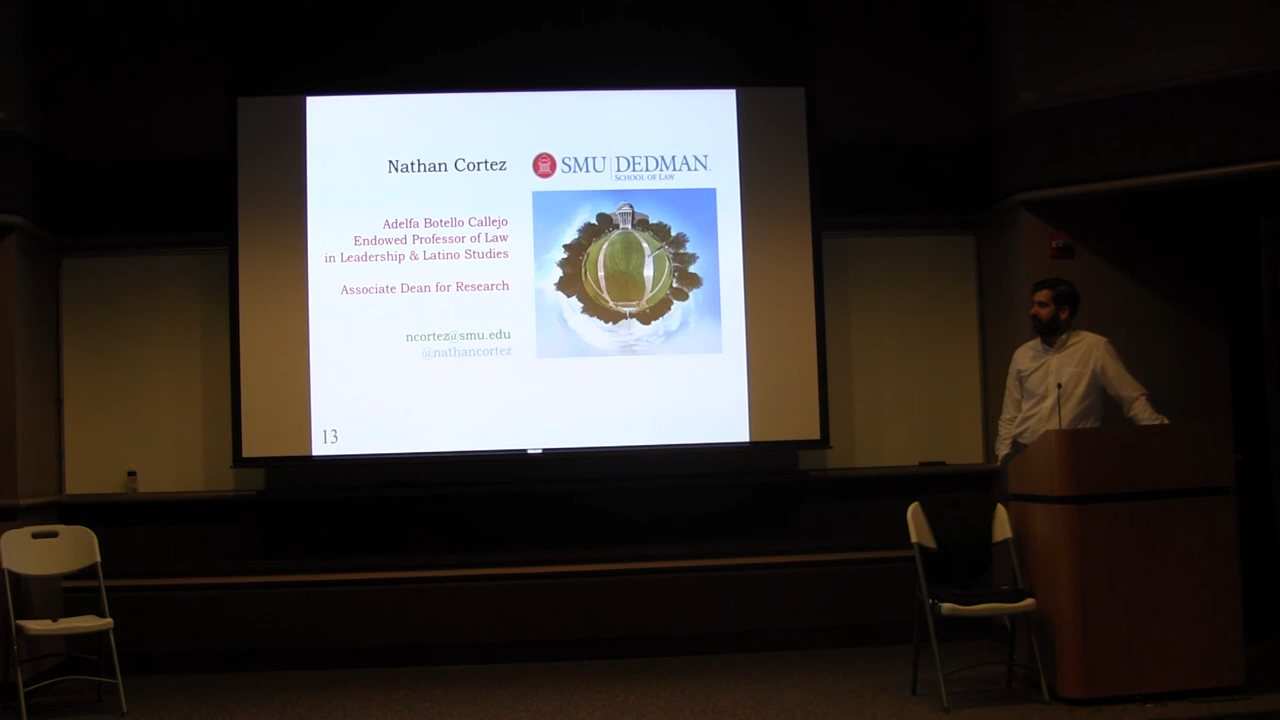 Nathan Cortez
SMU | DEDMAN
SCHOOL OF LAW
Adelfa Botello Callejo
Endowed Professor of Law
in Leadership & Latino Studies
Associate Dean for Research
ncortez@smu.edu
@nathancortez
13